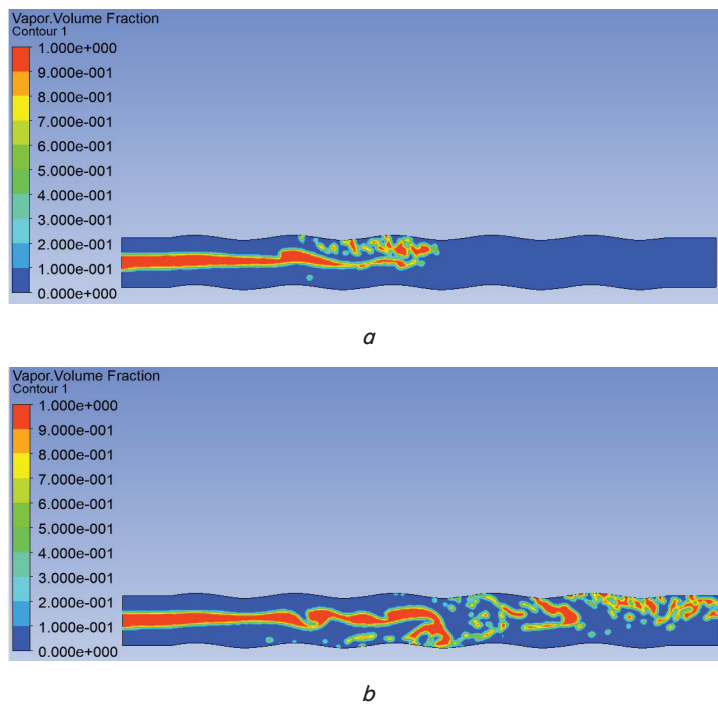 Vapor.Volume Fraction
Contour 1
1.000e+000
9.000e-001
8.000e-001
7.000e-001
6.000e-001
5.000e-001
4.000e-001
3.000e-001
2.000e-001
1.000e-001
0.000e+000
a
Vapor.Volume Fraction
Contour 1
1.000e+000
9.000e-001
8.000e-001
7.000e-001
6.000e-001
5.000e-001
4.000e-001
3.000e-001
2.000e-001
1.000e-001
0.000e+000
b